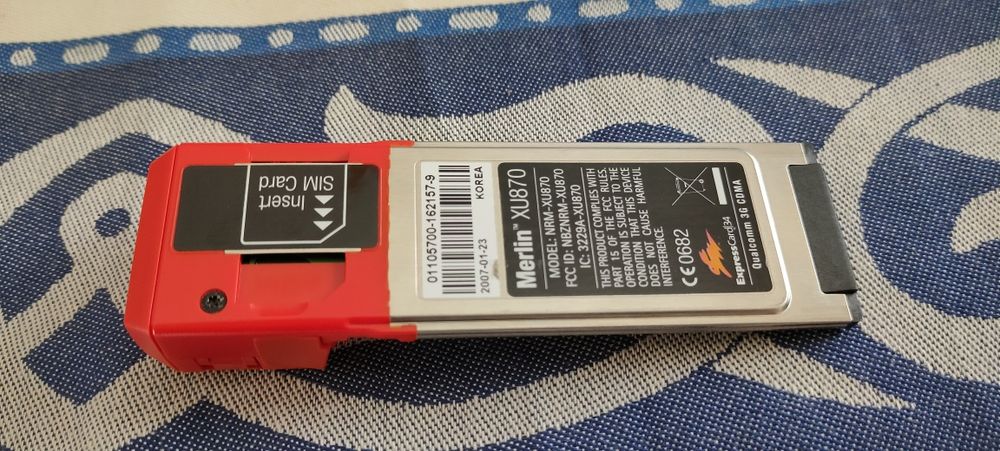 Insert
SIM Card
01105700-162157-9
2007-01-23
KOREA
Merlin™ XU870
MODEL: NRM-XU870
FCC ID: NBZNRM-XU870
IC: 3229A-XU870
THIS PRODUCT COMPLIES WITH
PART 15 OF THE FCC RULES.
OPERATION IS SUBJECT TO THE
CONDITION THAT THIS DEVICE
DOES NOT CAUSE HARMFUL
INTERFERENCE.
CE0682
ExpressCard|34
Qualcomm 3G CDMA